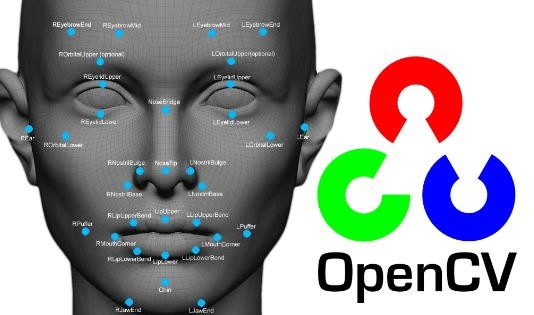 REyebrowEnd
REyebrowMid
LEyebrowMid
LEyebrowEnd
ROrbitalUpper (optional)
LOrbitalUpper(optional)
REyelidUpper
LEyelidUpper
NoseBridge
REyelidLower
LEyelidLower
REar
LEar
ROrbitalLower
LOrbitalLower
RNostrilBulge
NoseTip
LNostrilBulge
RNostrilBase
LNostrilBase
RLipUpperBend
LipUpper
LLipUpperBend
RPuffer
LPuffer
RMouthCorner
LMouthCorner
RLipLowerBend
LipLower
LLipLowerBend
Chin
RJawEnd
LJawEnd
OpenCV